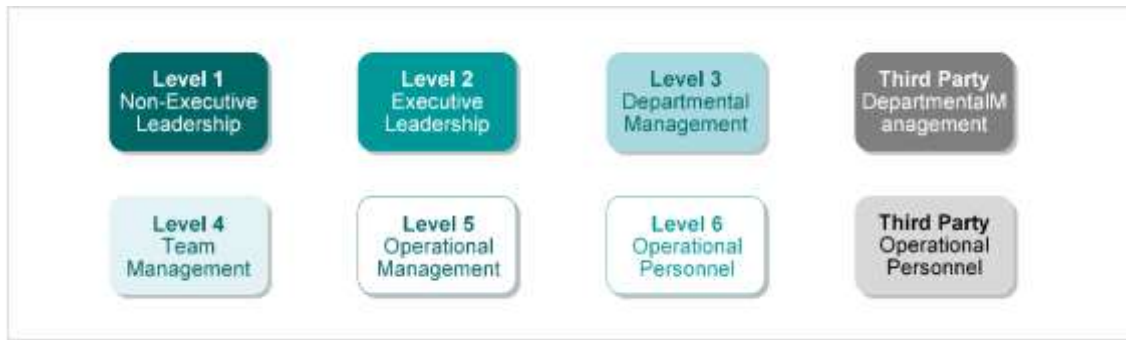 Level 1
Non-Executive
Leadership
Level 2
Executive
Leadership
Level 3
Departmental
Management
Third Party
DepartmentalM
anagement
Level 4
Team
Management
Level 5
Operational
Management
Level 6
Operational
Personnel
Third Party
Operational
Personnel